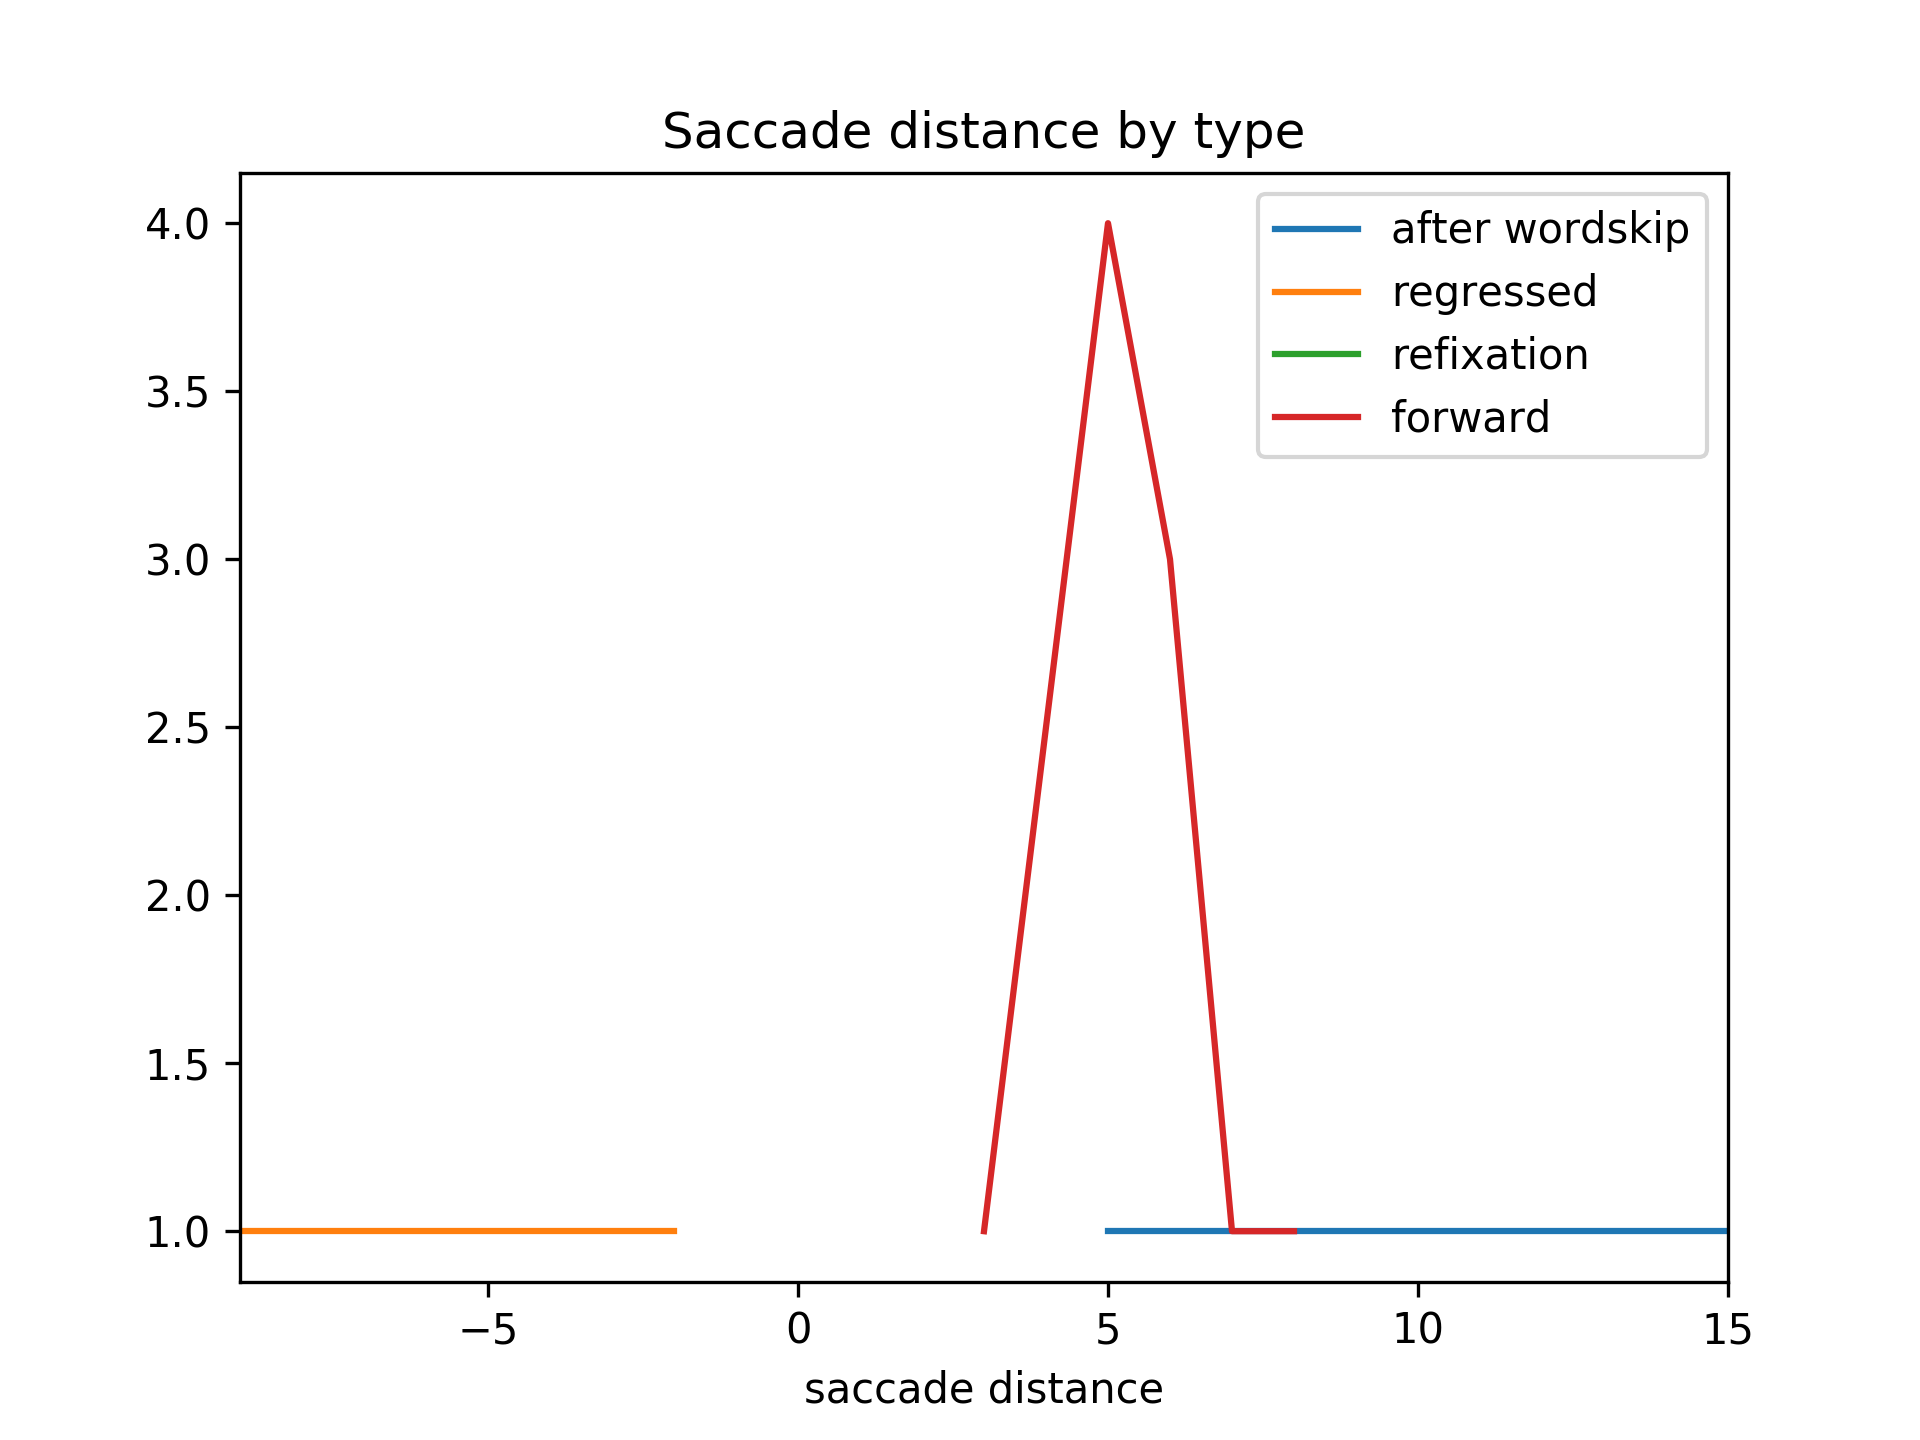 Saccade distance by type
after wordskip
regressed
refixation
forward
4.0
3.5
3.0
2.5
2.0
1.5
1.0
−5 0 5 10 15
saccade distance